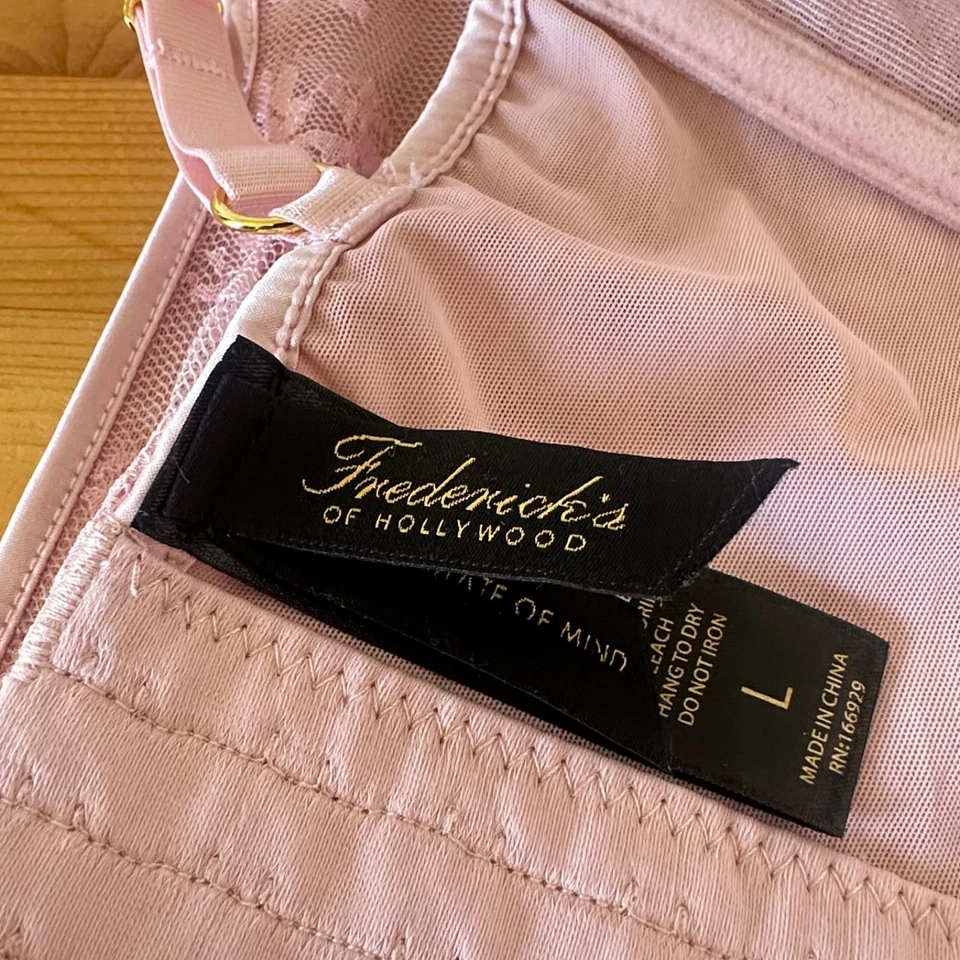 Frederick's
OF HOLLYWOOD
OF MIND
HANG TO DRY
DO NOT IRON
L
MADE IN CHINA
RN: 166929